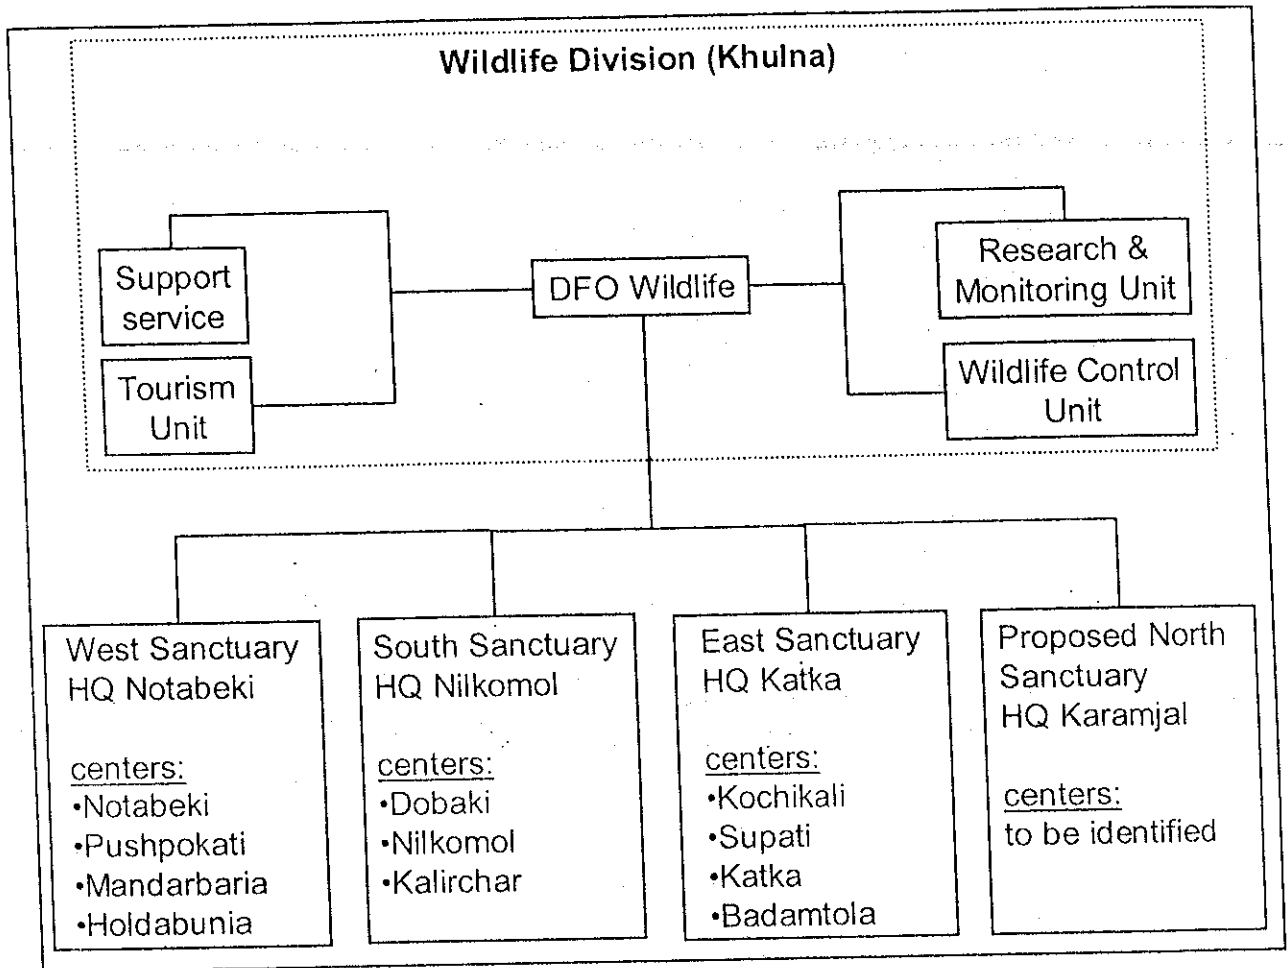 Wildlife Division (Khulna)
Support
service
Tourism
Unit
DFO Wildlife
Research &
Monitoring Unit
Wildlife Control
Unit
West Sanctuary
HQ Notabeki
centers:
•Notabeki
•Pushpokati
•Mandarbaria
•Holdabunia
South Sanctuary
HQ Nilkomol
centers:
•Dobaki
•Nilkomol
•Kalirchar
East Sanctuary
HQ Katka
centers:
•Kochikali
•Supati
•Katka
•Badamtola
Proposed North
Sanctuary
HQ Karamjal
centers:
to be identified